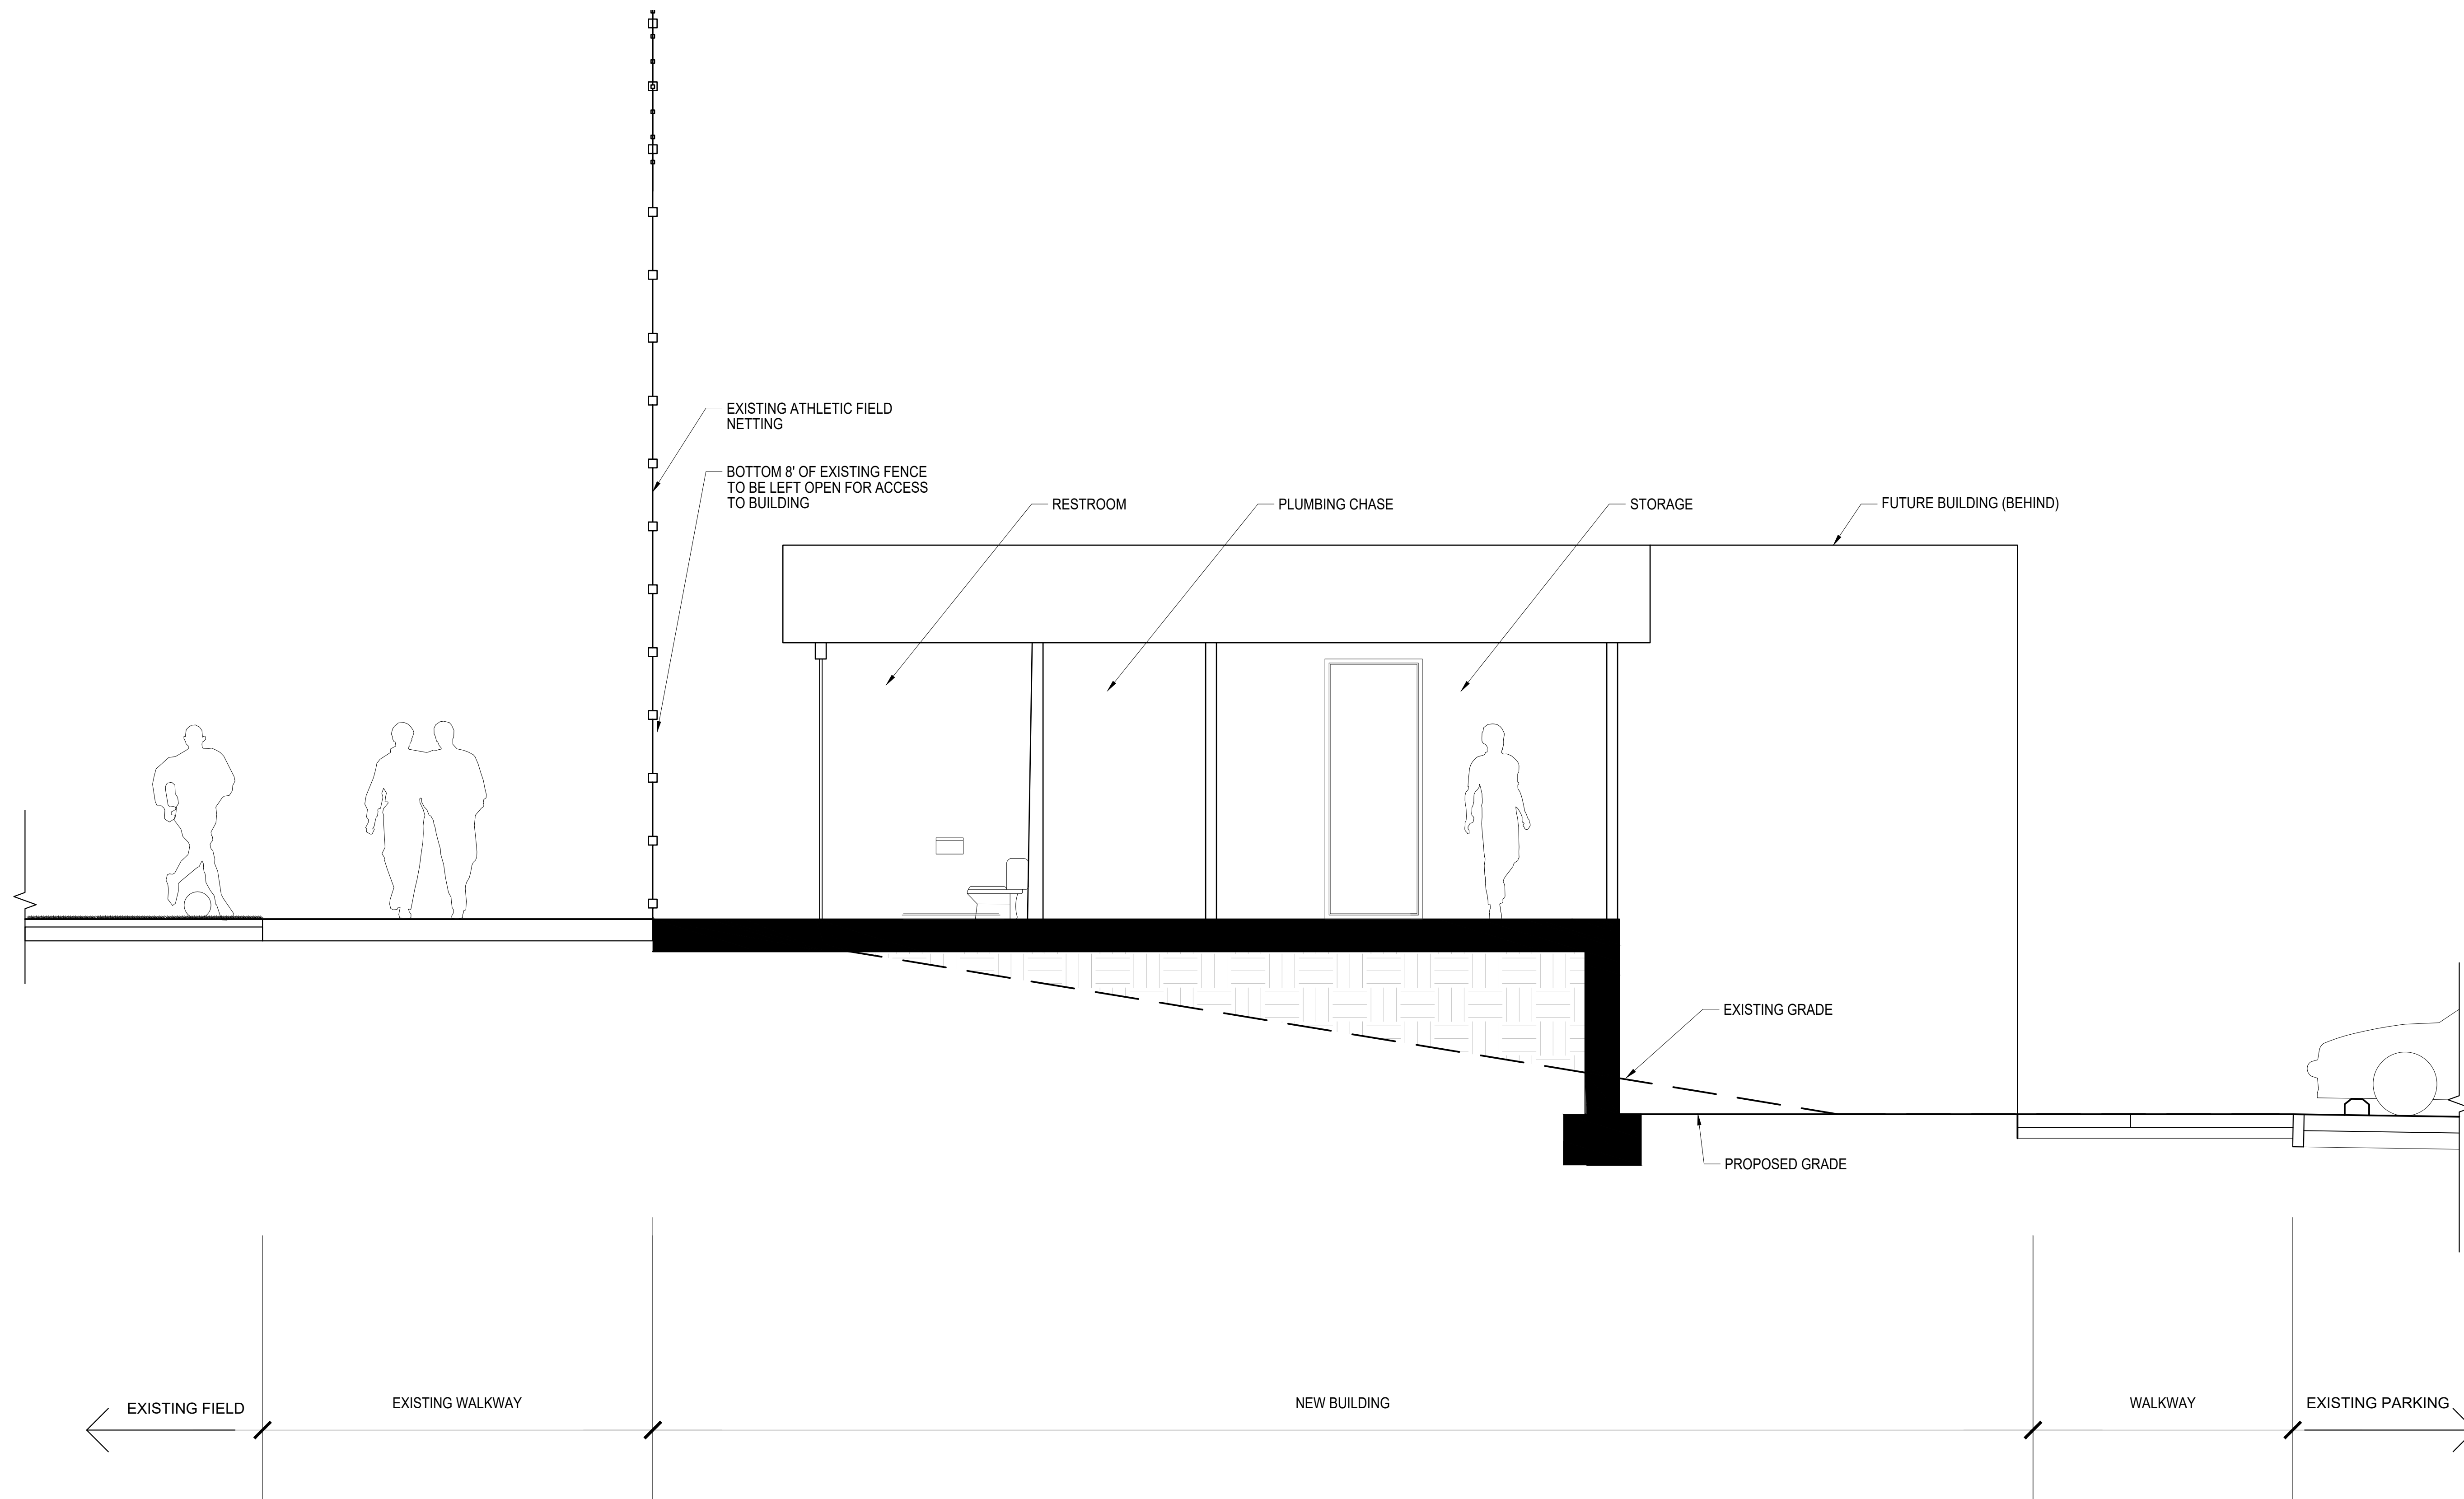 EXISTING ATHLETIC FIELD
NETTING
BOTTOM 8' OF EXISTING FENCE
TO BE LEFT OPEN FOR ACCESS
TO BUILDING
RESTROOM
PLUMBING CHASE
STORAGE
FUTURE BUILDING (BEHIND)
EXISTING GRADE
PROPOSED GRADE
EXISTING FIELD
EXISTING WALKWAY
NEW BUILDING
WALKWAY
EXISTING PARKING